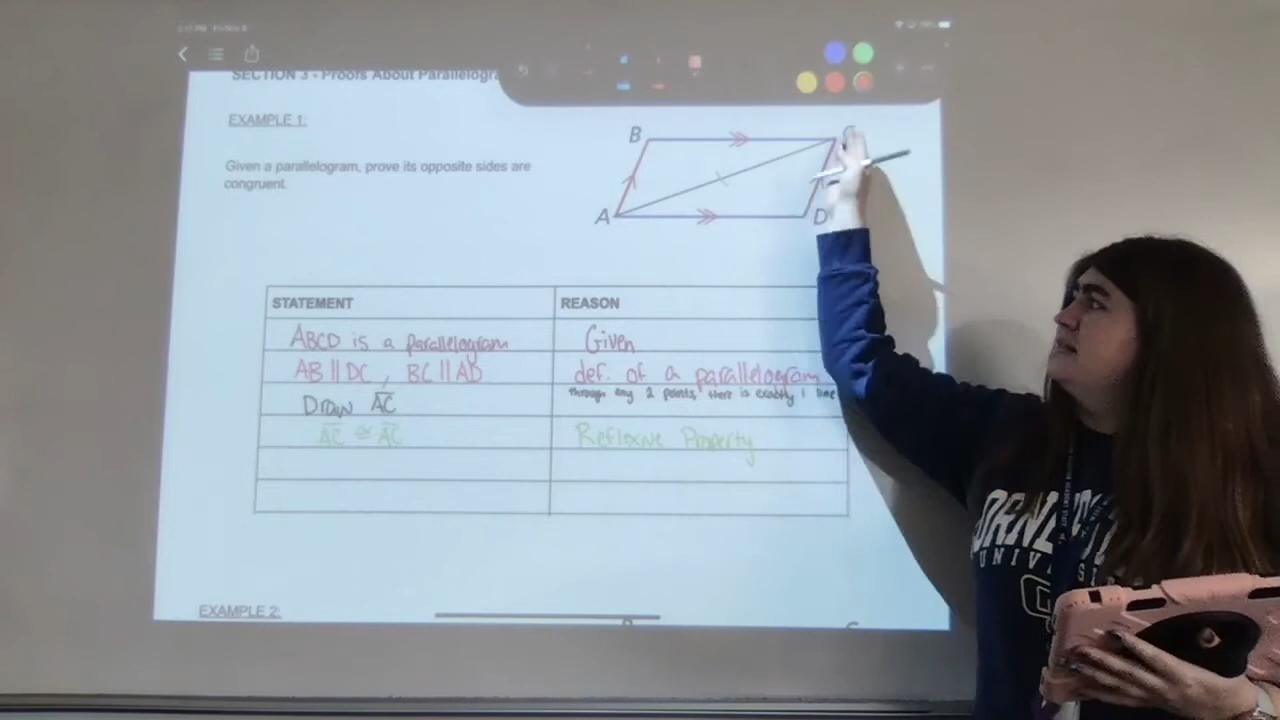 SECTION 3 - Proofs About Parallelogra
EXAMPLE 1:
Given a parallelogram, prove its opposite sides are
congruent.
B C
A D
STATEMENT REASON
ABCD is a parallelogram Given
AB || DC , BC || AD def. of a parallelogram
Draw AC through any 2 points, there is exactly 1 line
AC ≅ AC Reflexive Property
EXAMPLE 2:
UNIV